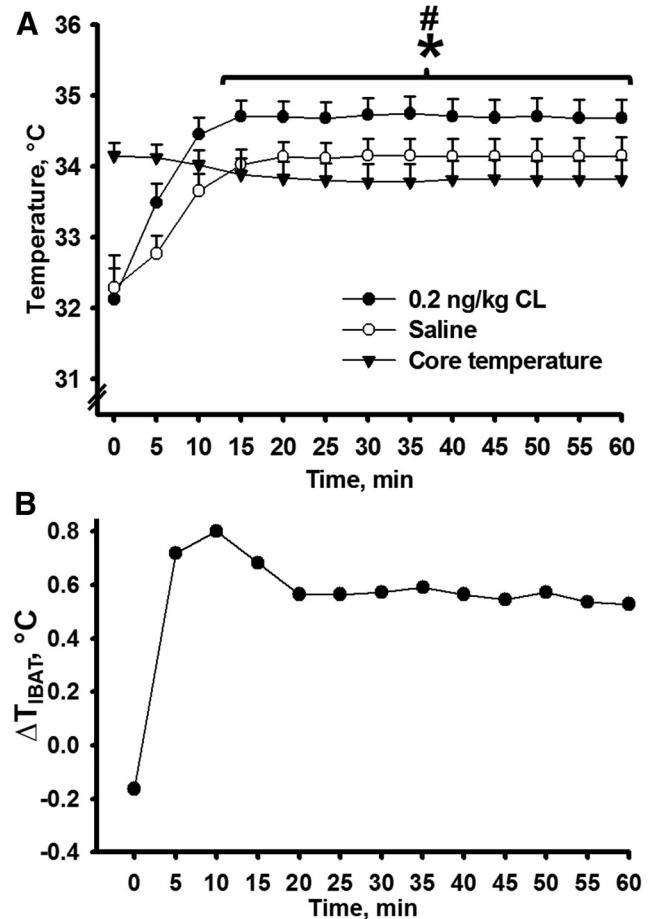 A
#
*
Temperature, °C
36
35
34
33
32
31
0.2 ng/kg CL
Saline
Core temperature
0 5 10 15 20 25 30 35 40 45 50 55 60
Time, min
B
ΔT_IBAT, °C
0.8
0.6
0.4
0.2
0.0
-0.2
-0.4
0 5 10 15 20 25 30 35 40 45 50 55 60
Time, min